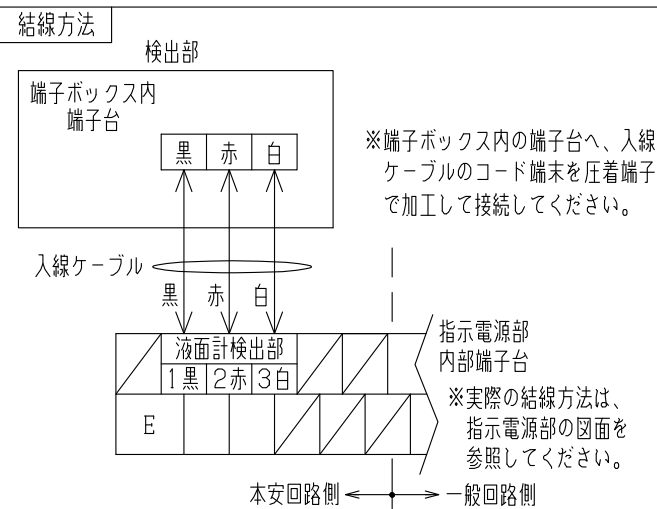 結線方法
検出部
端子ボックス内
端子台
黒 赤 白
※端子ボックス内の端子台へ、入線
ケーブルのコード端末を圧着端子
で加工して接続してください。
入線ケーブル
黒 赤 白
液面計検出部
1黒 2赤 3白
E
指示電源部
内部端子台
※実際の結線方法は、
指示電源部の図面を
参照してください。
本安回路側
一般回路側